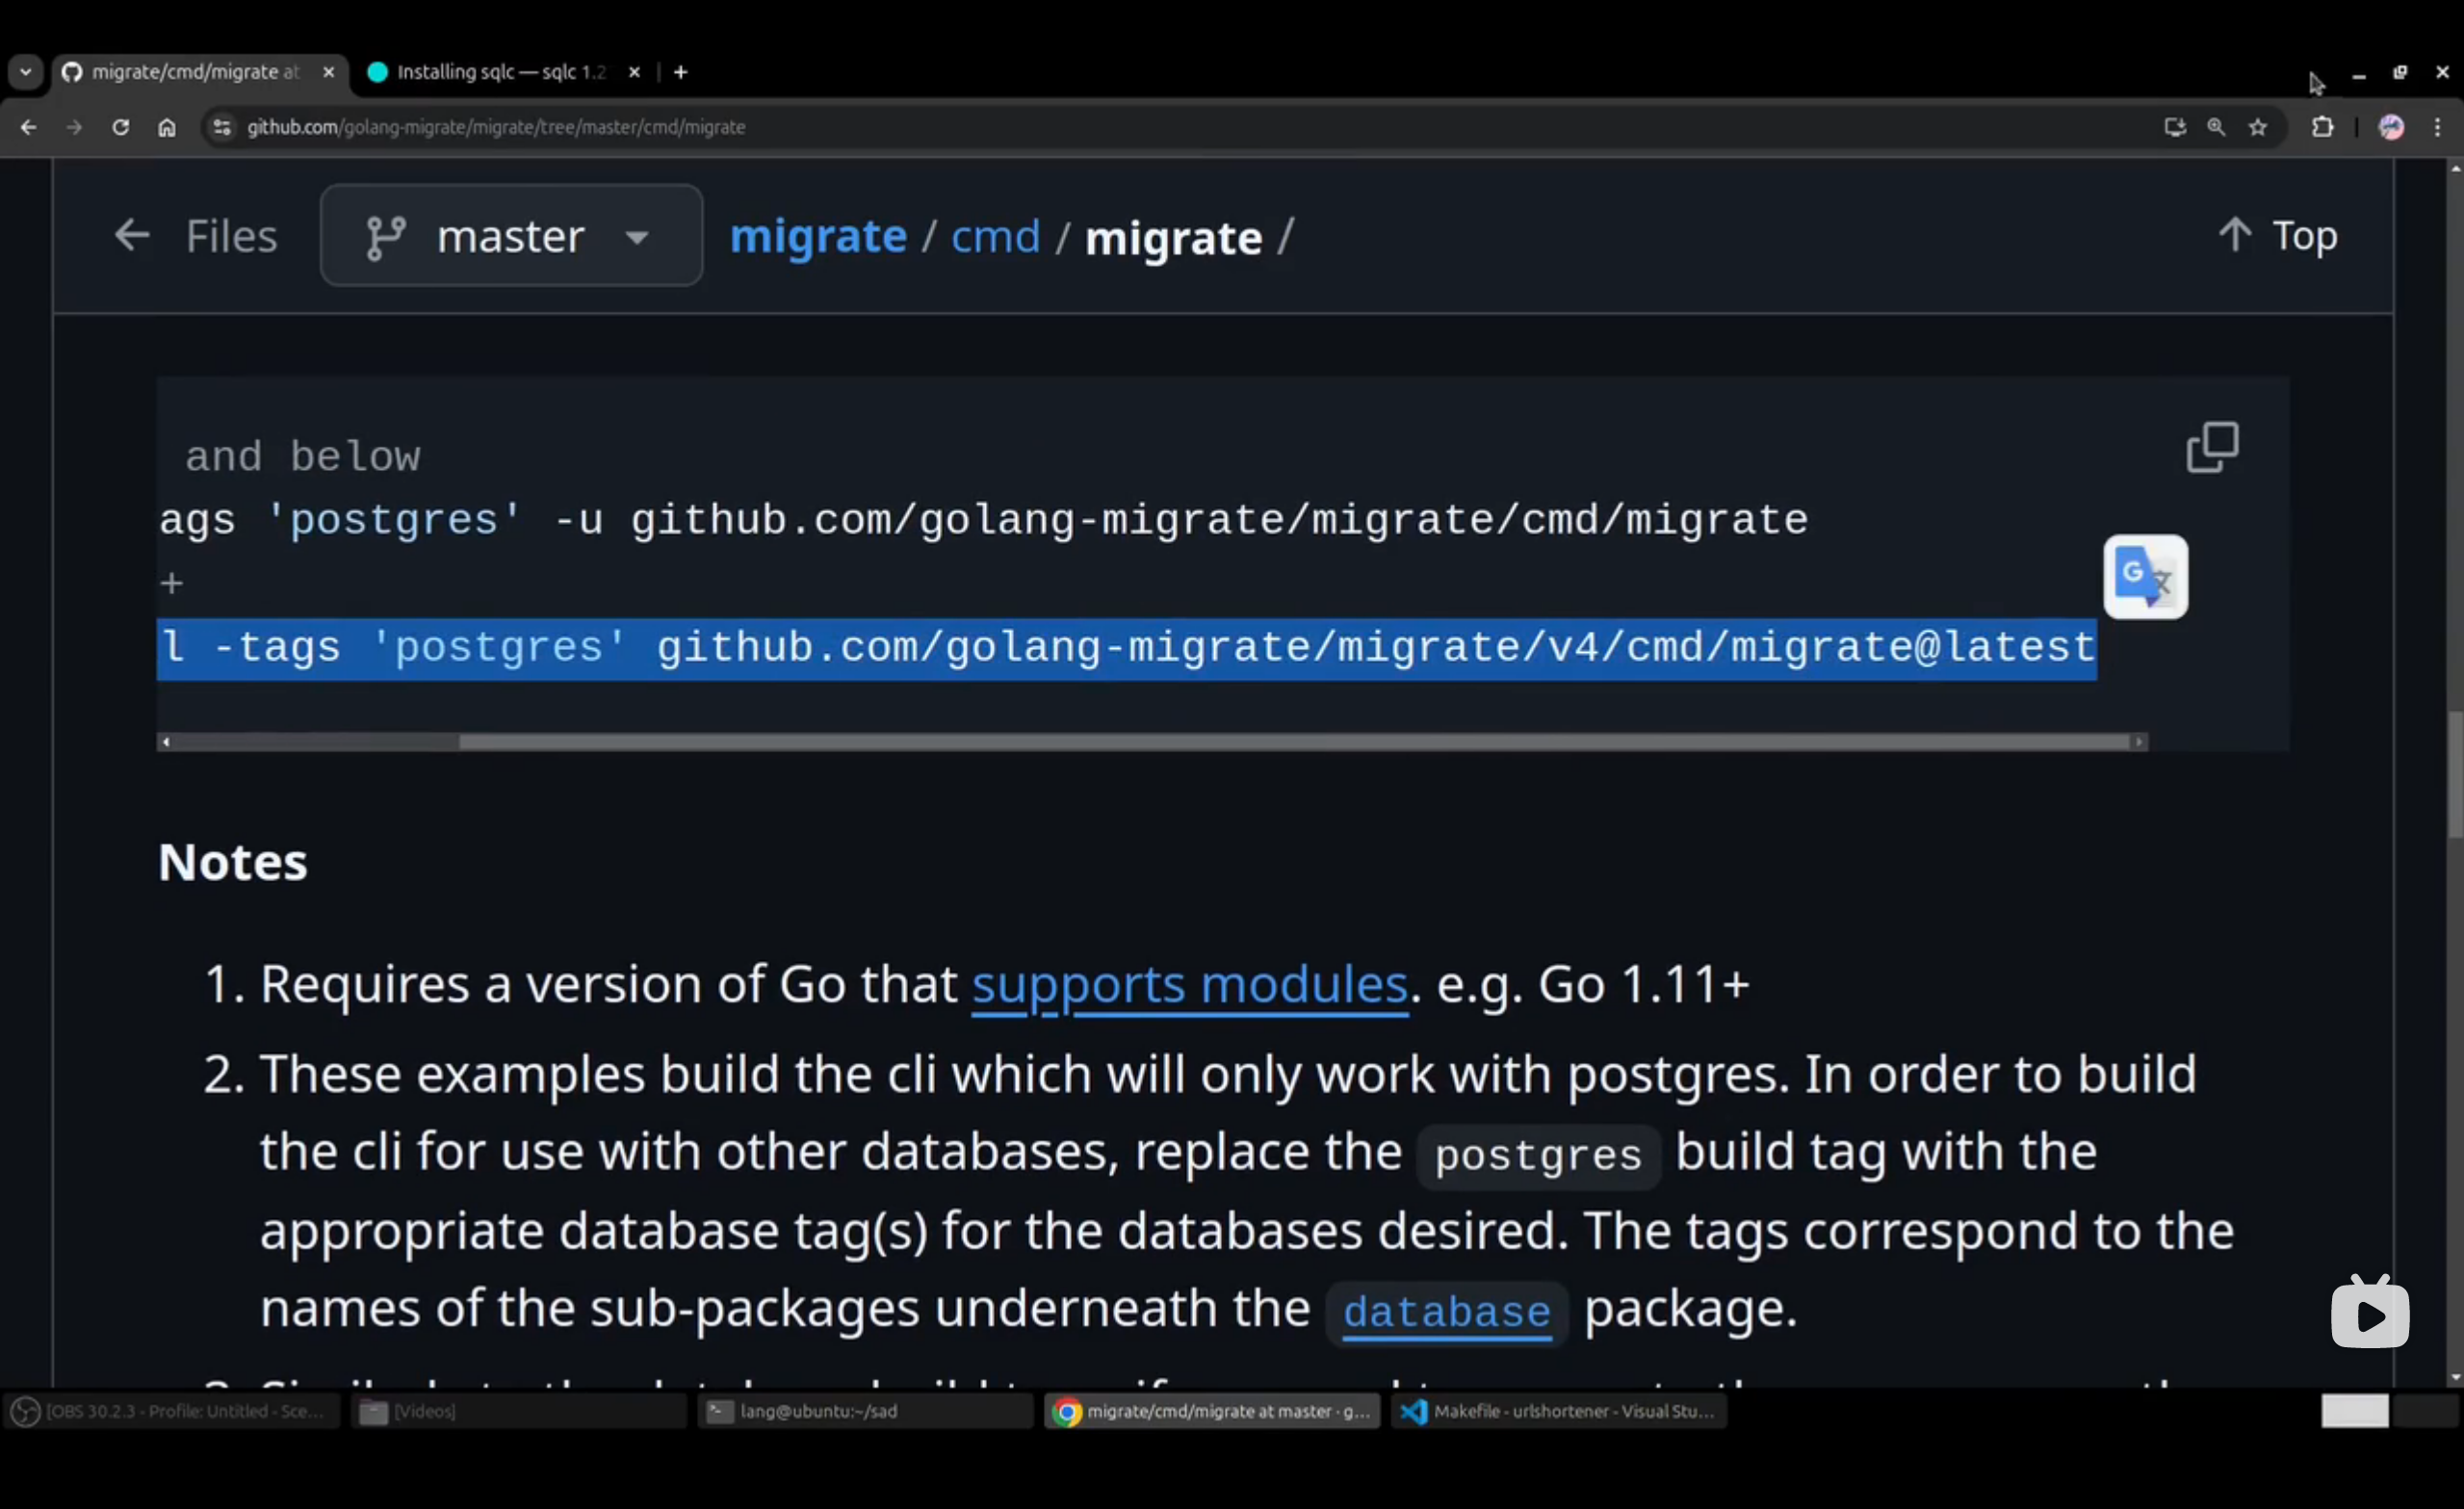 migrate/cmd/migrate at
Installing sqlc — sqlc 1.2
github.com/golang-migrate/migrate/tree/master/cmd/migrate
Files
master
migrate / cmd / migrate /
Top
and below
ags 'postgres' -u github.com/golang-migrate/migrate/cmd/migrate
+
l -tags 'postgres' github.com/golang-migrate/migrate/v4/cmd/migrate@latest
Notes
1. Requires a version of Go that supports modules. e.g. Go 1.11+
2. These examples build the cli which will only work with postgres. In order to build
the cli for use with other databases, replace the postgres build tag with the
appropriate database tag(s) for the databases desired. The tags correspond to the
names of the sub-packages underneath the database package.
[OBS 30.2.3 - Profile: Untitled - Sce...
[Videos]
lang@ubuntu:~/sad
migrate/cmd/migrate at master · g...
Makefile - urlshortener - Visual Stu...